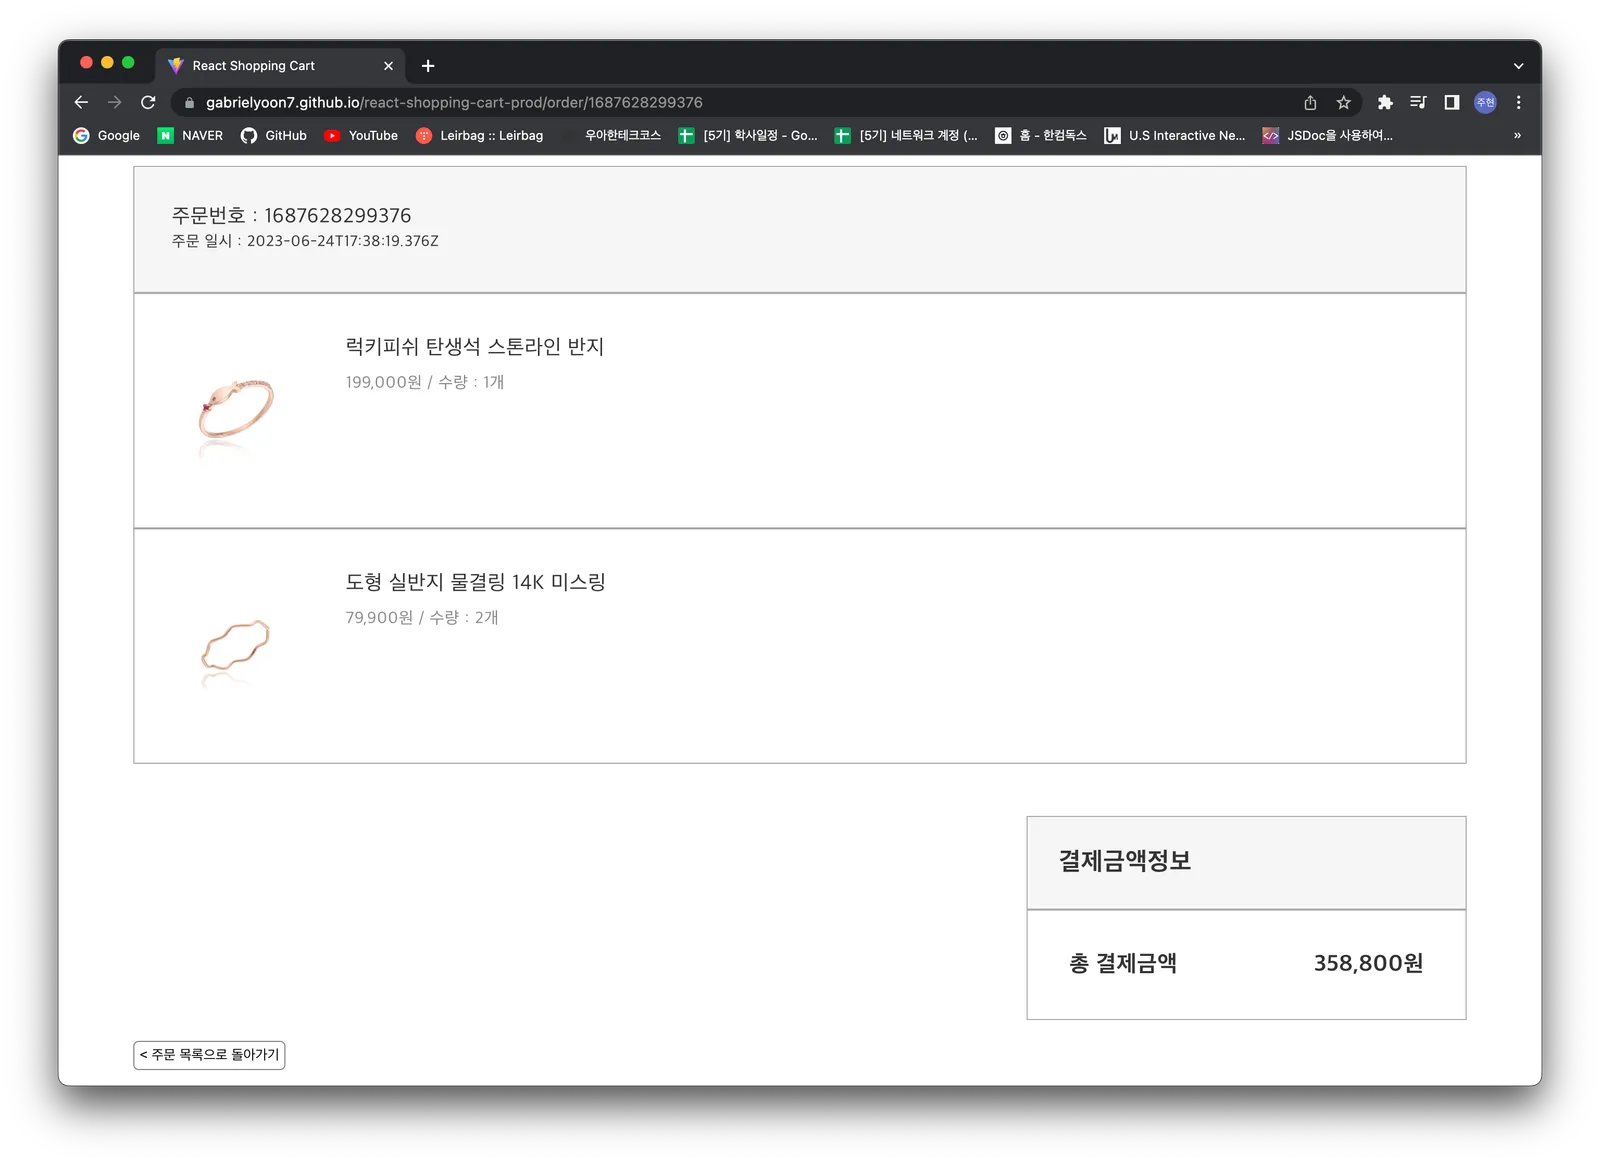 React Shopping Cart
gabrielyoon7.github.io/react-shopping-cart-prod/order/1687628299376
주현
Google NAVER GitHub YouTube Leirbag :: Leirbag 우아한테크코스 [5기] 학사일정 - Go... [5기] 네트워크 계정 (... 홈 - 한컴독스 U.S Interactive Ne... JSDoc을 사용하여... »
주문번호 : 1687628299376
주문 일시 : 2023-06-24T17:38:19.376Z
럭키피쉬 탄생석 스톤라인 반지
199,000원 / 수량 : 1개
도형 실반지 물결링 14K 미스링
79,900원 / 수량 : 2개
결제금액정보
총 결제금액 358,800원
< 주문 목록으로 돌아가기